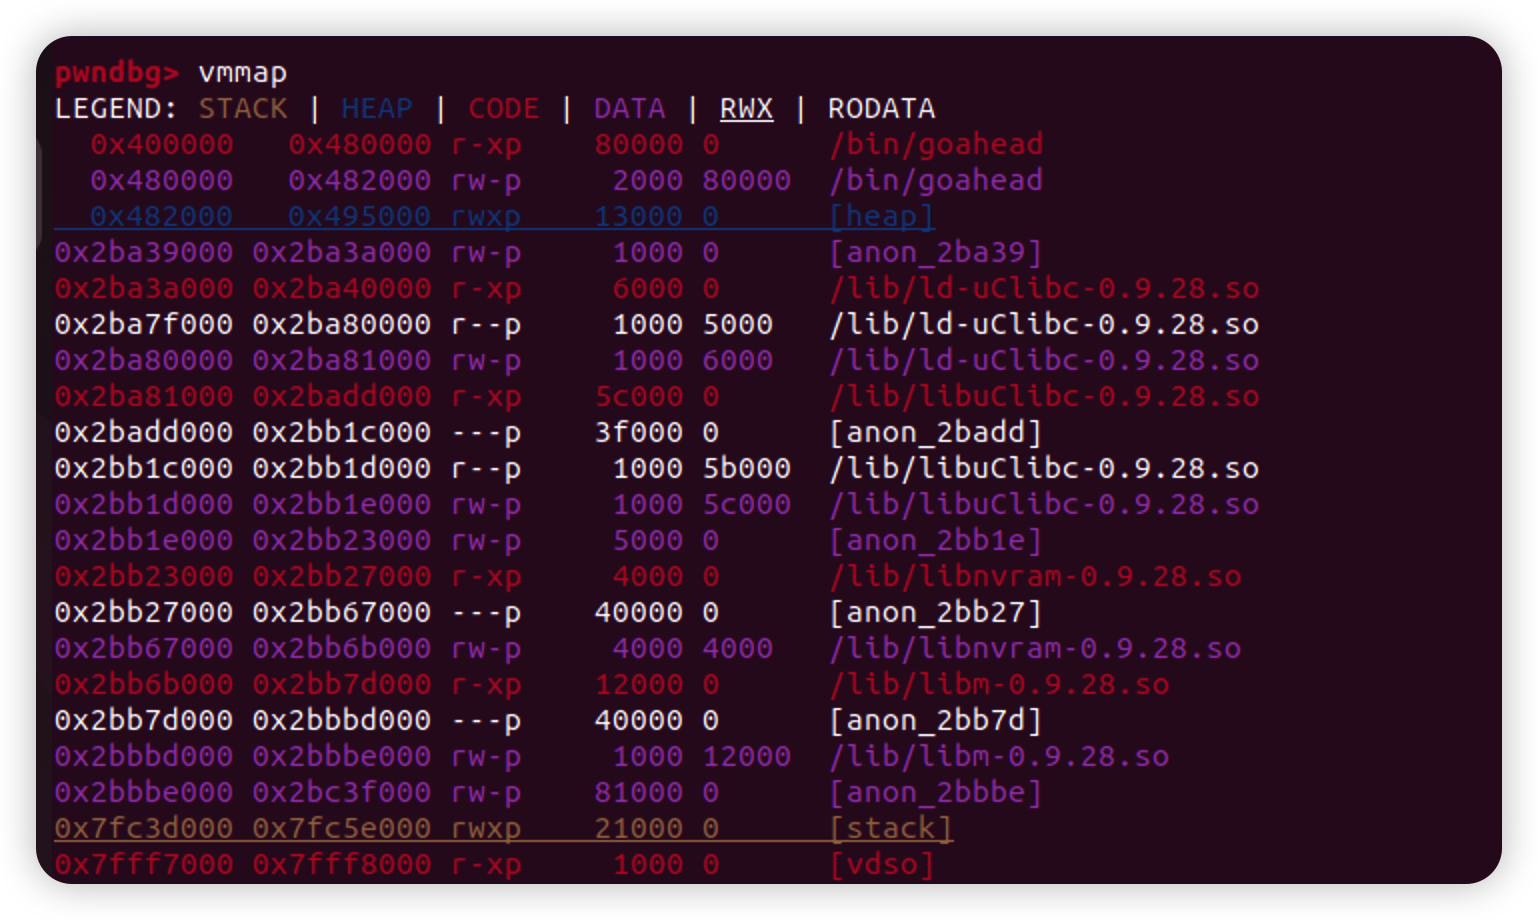 pwndbg> vmmap
LEGEND: STACK | HEAP | CODE | DATA | RWX | RODATA
0x400000 0x480000 r-xp 80000 0 /bin/goahead
0x480000 0x482000 rw-p 2000 80000 /bin/goahead
0x482000 0x495000 rwxp 13000 0 [heap]
0x2ba39000 0x2ba3a000 rw-p 1000 0 [anon_2ba39]
0x2ba3a000 0x2ba40000 r-xp 6000 0 /lib/ld-uClibc-0.9.28.so
0x2ba7f000 0x2ba80000 r--p 1000 5000 /lib/ld-uClibc-0.9.28.so
0x2ba80000 0x2ba81000 rw-p 1000 6000 /lib/ld-uClibc-0.9.28.so
0x2ba81000 0x2badd000 r-xp 5c000 0 /lib/libuClibc-0.9.28.so
0x2badd000 0x2bb1c000 ---p 3f000 0 [anon_2badd]
0x2bb1c000 0x2bb1d000 r--p 1000 5b000 /lib/libuClibc-0.9.28.so
0x2bb1d000 0x2bb1e000 rw-p 1000 5c000 /lib/libuClibc-0.9.28.so
0x2bb1e000 0x2bb23000 rw-p 5000 0 [anon_2bb1e]
0x2bb23000 0x2bb27000 r-xp 4000 0 /lib/libnvram-0.9.28.so
0x2bb27000 0x2bb67000 ---p 40000 0 [anon_2bb27]
0x2bb67000 0x2bb6b000 rw-p 4000 4000 /lib/libnvram-0.9.28.so
0x2bb6b000 0x2bb7d000 r-xp 12000 0 /lib/libm-0.9.28.so
0x2bb7d000 0x2bbbd000 ---p 40000 0 [anon_2bb7d]
0x2bbbd000 0x2bbbe000 rw-p 1000 12000 /lib/libm-0.9.28.so
0x2bbbe000 0x2bc3f000 rw-p 81000 0 [anon_2bbbe]
0x7fc3d000 0x7fc5e000 rwxp 21000 0 [stack]
0x7fff7000 0x7fff8000 r-xp 1000 0 [vdso]